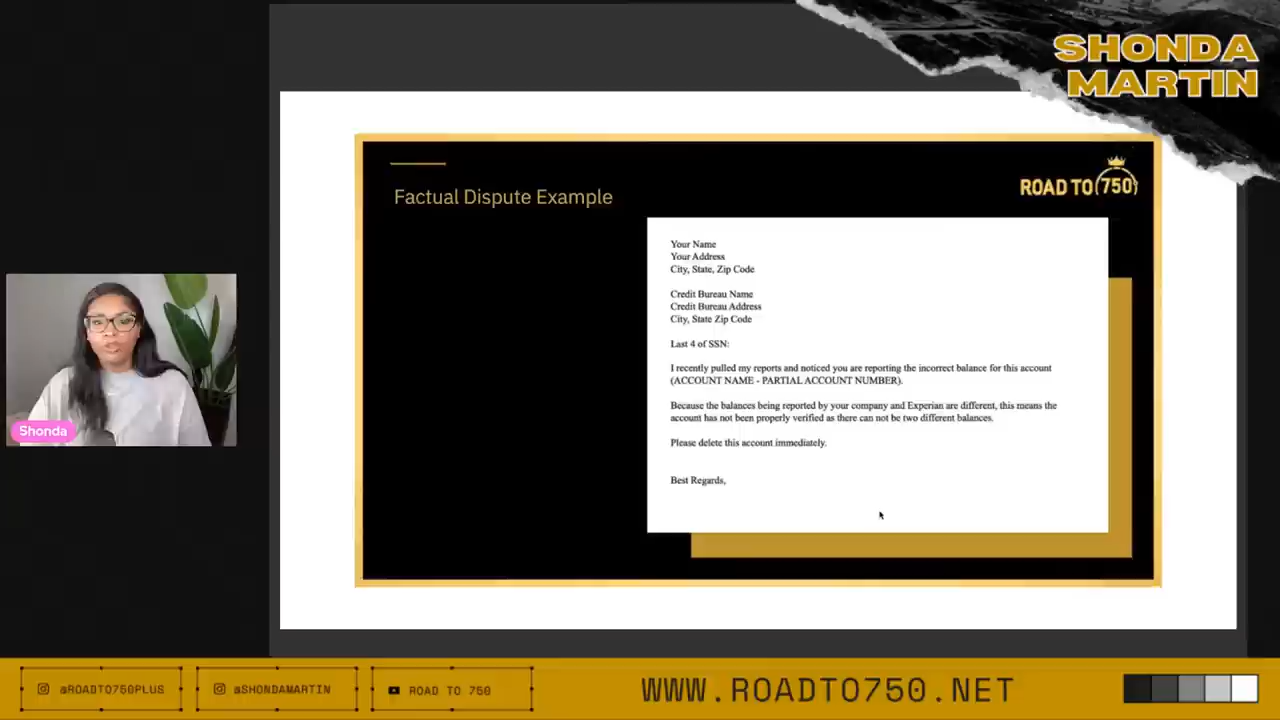 SHONDA
MARTIN
Factual Dispute Example
ROAD TO 750
Your Name
Your Address
City, State, Zip Code
Credit Bureau Name
Credit Bureau Address
City, State Zip Code
Last 4 of SSN:
I recently pulled my reports and noticed you are reporting the incorrect balance for this account
(ACCOUNT NAME - PARTIAL ACCOUNT NUMBER).
Because the balances being reported by your company and Experian are different, this means the
account has not been properly verified as there can not be two different balances.
Please delete this account immediately.
Best Regards,
Shonda
@ROADTO750PLUS
@SHONDAMARTIN
ROAD TO 750
WWW.ROADTO750.NET